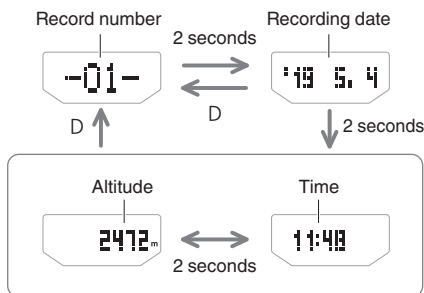 Record number
Recording date
2 seconds
-01-
'19 5. 4
D
D
2 seconds
Altitude
Time
2472m
11:48
2 seconds